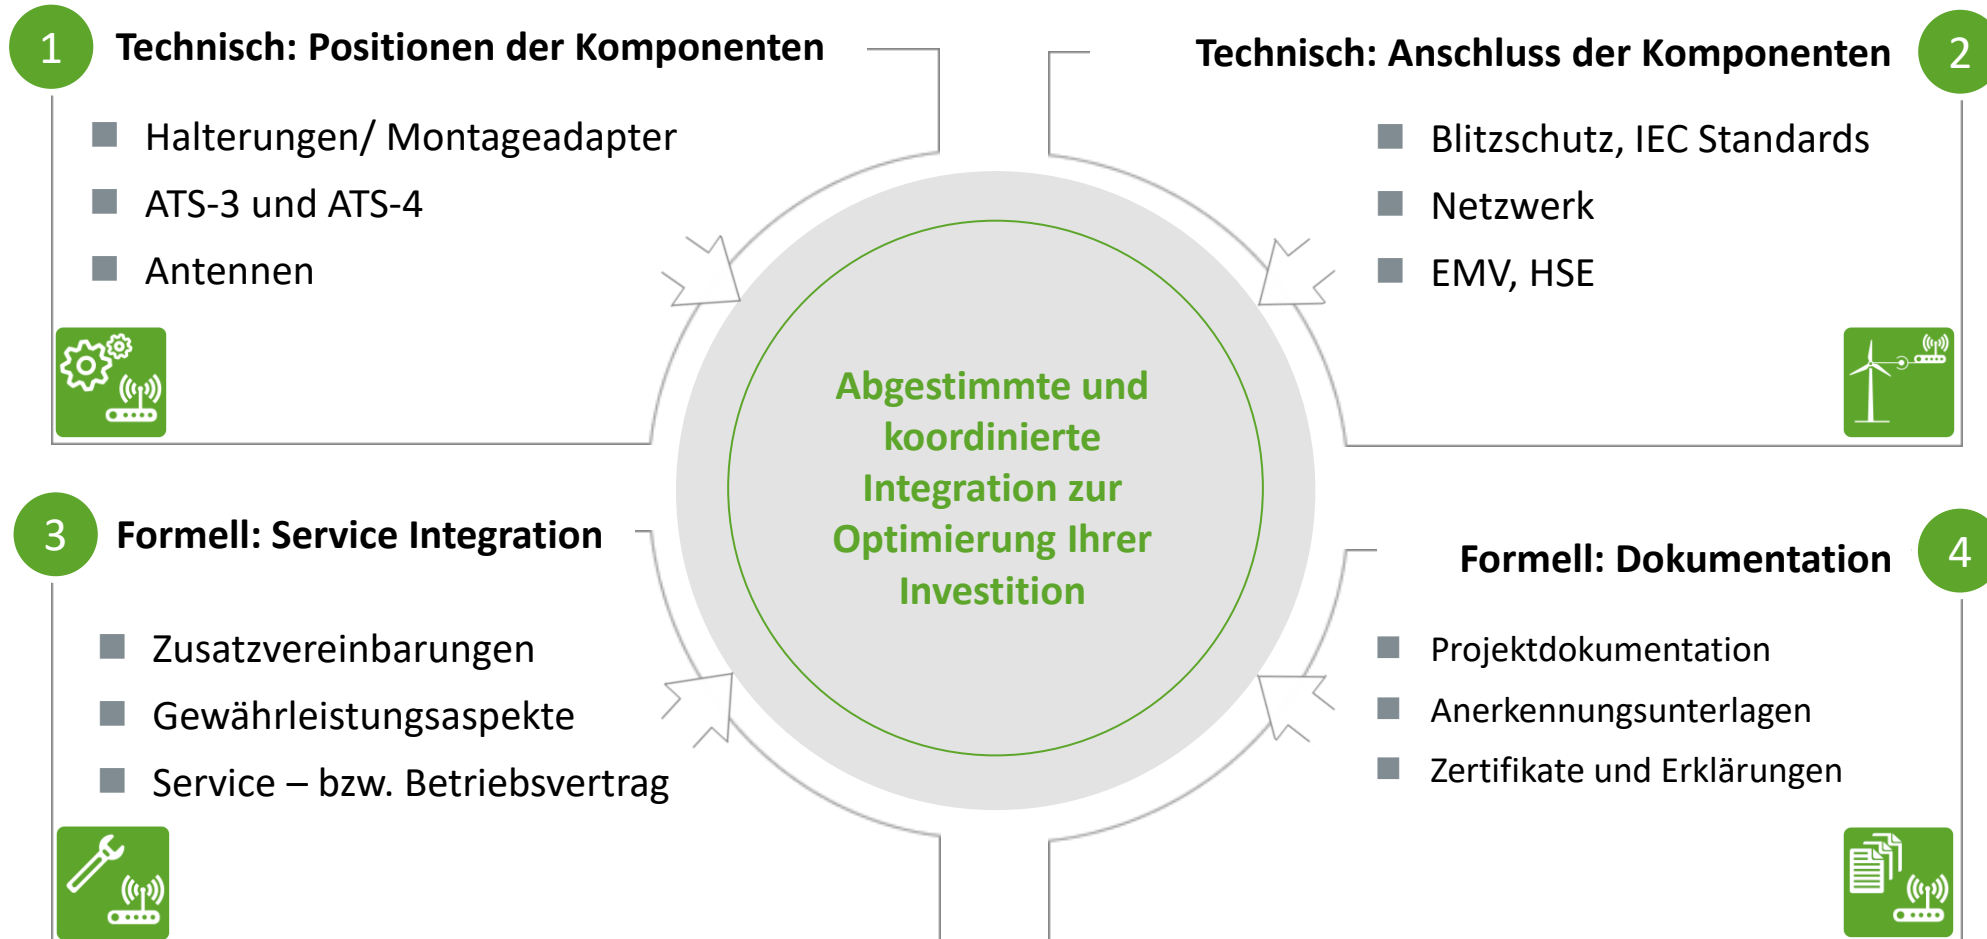 1
Technisch: Positionen der Komponenten
Halterungen/ Montageadapter
ATS-3 und ATS-4
Antennen
2
Technisch: Anschluss der Komponenten
Blitzschutz, IEC Standards
Netzwerk
EMV, HSE
Abgestimmte und
koordinierte
Integration zur
Optimierung Ihrer
Investition
3
Formell: Service Integration
Zusatzvereinbarungen
Gewährleistungsaspekte
Service – bzw. Betriebsvertrag
4
Formell: Dokumentation
Projektdokumentation
Anerkennungsunterlagen
Zertifikate und Erklärungen